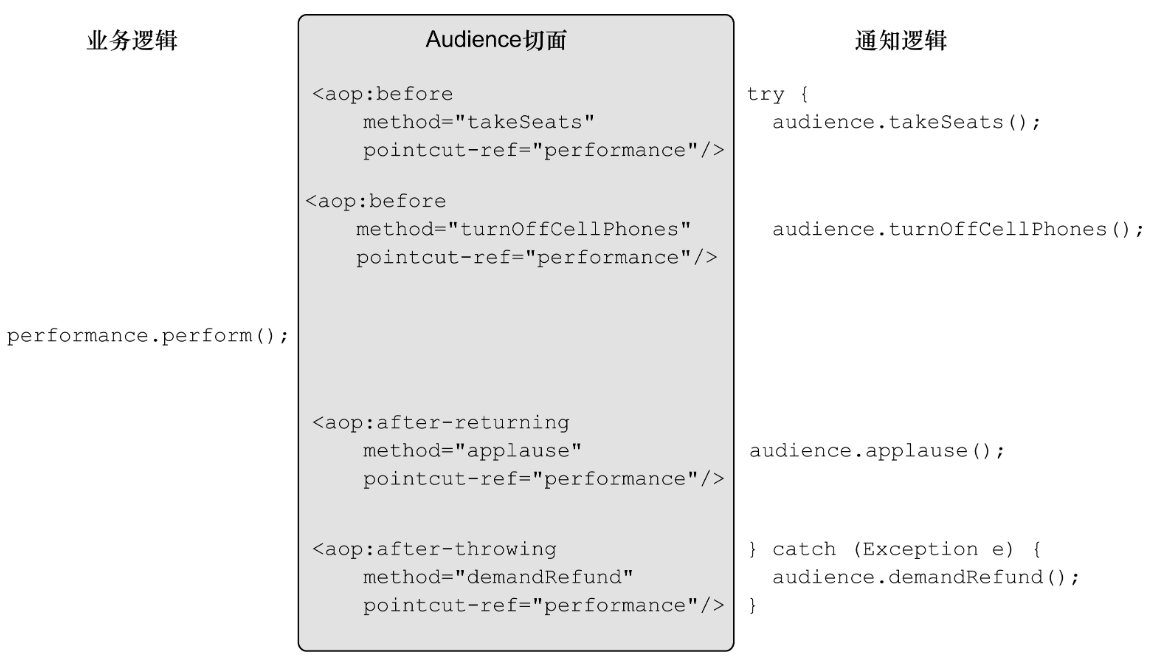 业务逻辑
Audience切面
通知逻辑
<aop:before
method="takeSeats"
pointcut-ref="performance"/>
try {
audience.takeSeats();
<aop:before
method="turnOffCellPhones"
pointcut-ref="performance"/>
audience.turnOffCellPhones();
performance.perform();
<aop:after-returning
method="applause"
pointcut-ref="performance"/>
audience.applause();
<aop:after-throwing
method="demandRefund"
pointcut-ref="performance"/>
} catch (Exception e) {
audience.demandRefund();
}